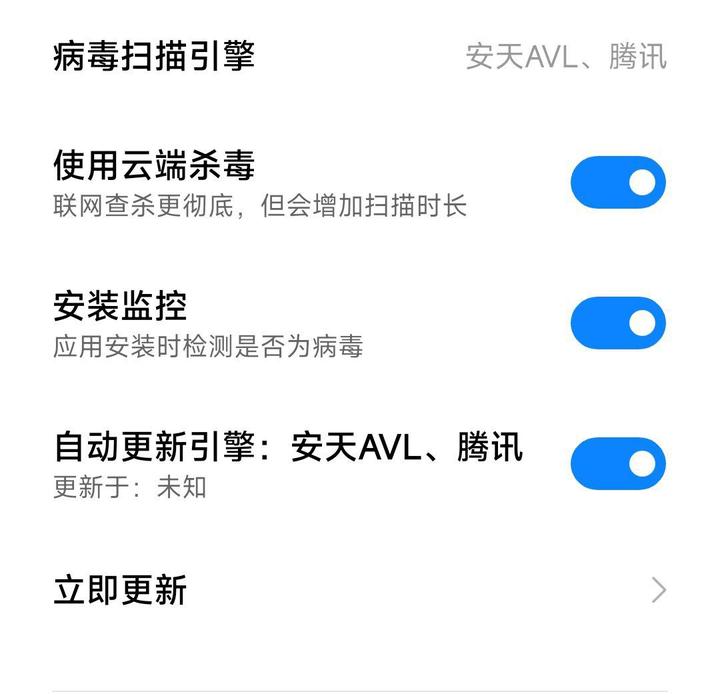 病毒扫描引擎
安天AVL、腾讯
使用云端杀毒
联网查杀更彻底，但会增加扫描时长
安装监控
应用安装时检测是否为病毒
自动更新引擎：安天AVL、腾讯
更新于：未知
立即更新